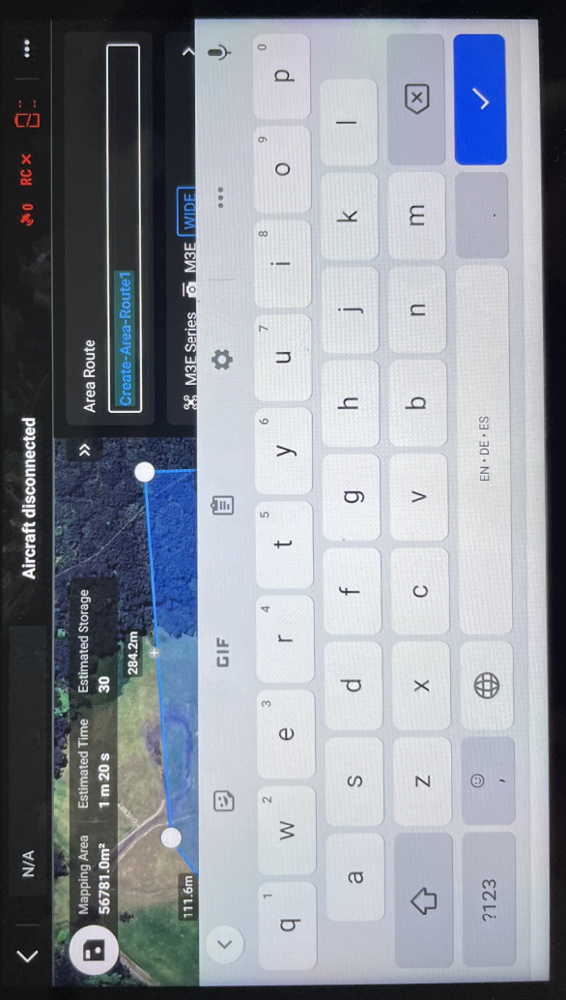 N/A
Aircraft disconnected
0
RC
Mapping Area
56781.0m²
Estimated Time
1 m 20 s
Estimated Storage
30
284.2m
111.6m
Area Route
Create-Area-Route1
M3E Series
M3E
WIDE
GIF
q 1 w 2 e 3 r 4 t 5 y 6 u 7 i 8 o 9 p 0
a s d f g h j k l
z x c v b n m
?123 , EN • DE • ES .